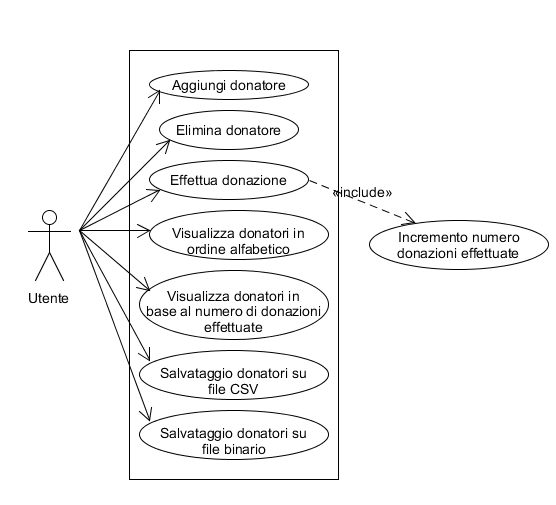 Aggiungi donatore
Elimina donatore
Effettua donazione
«include»
Visualizza donatori in
ordine alfabetico
Incremento numero
donazioni effettuate
Utente
Visualizza donatori in
base al numero di donazioni
effettuate
Salvataggio donatori su
file CSV
Salvataggio donatori su
file binario